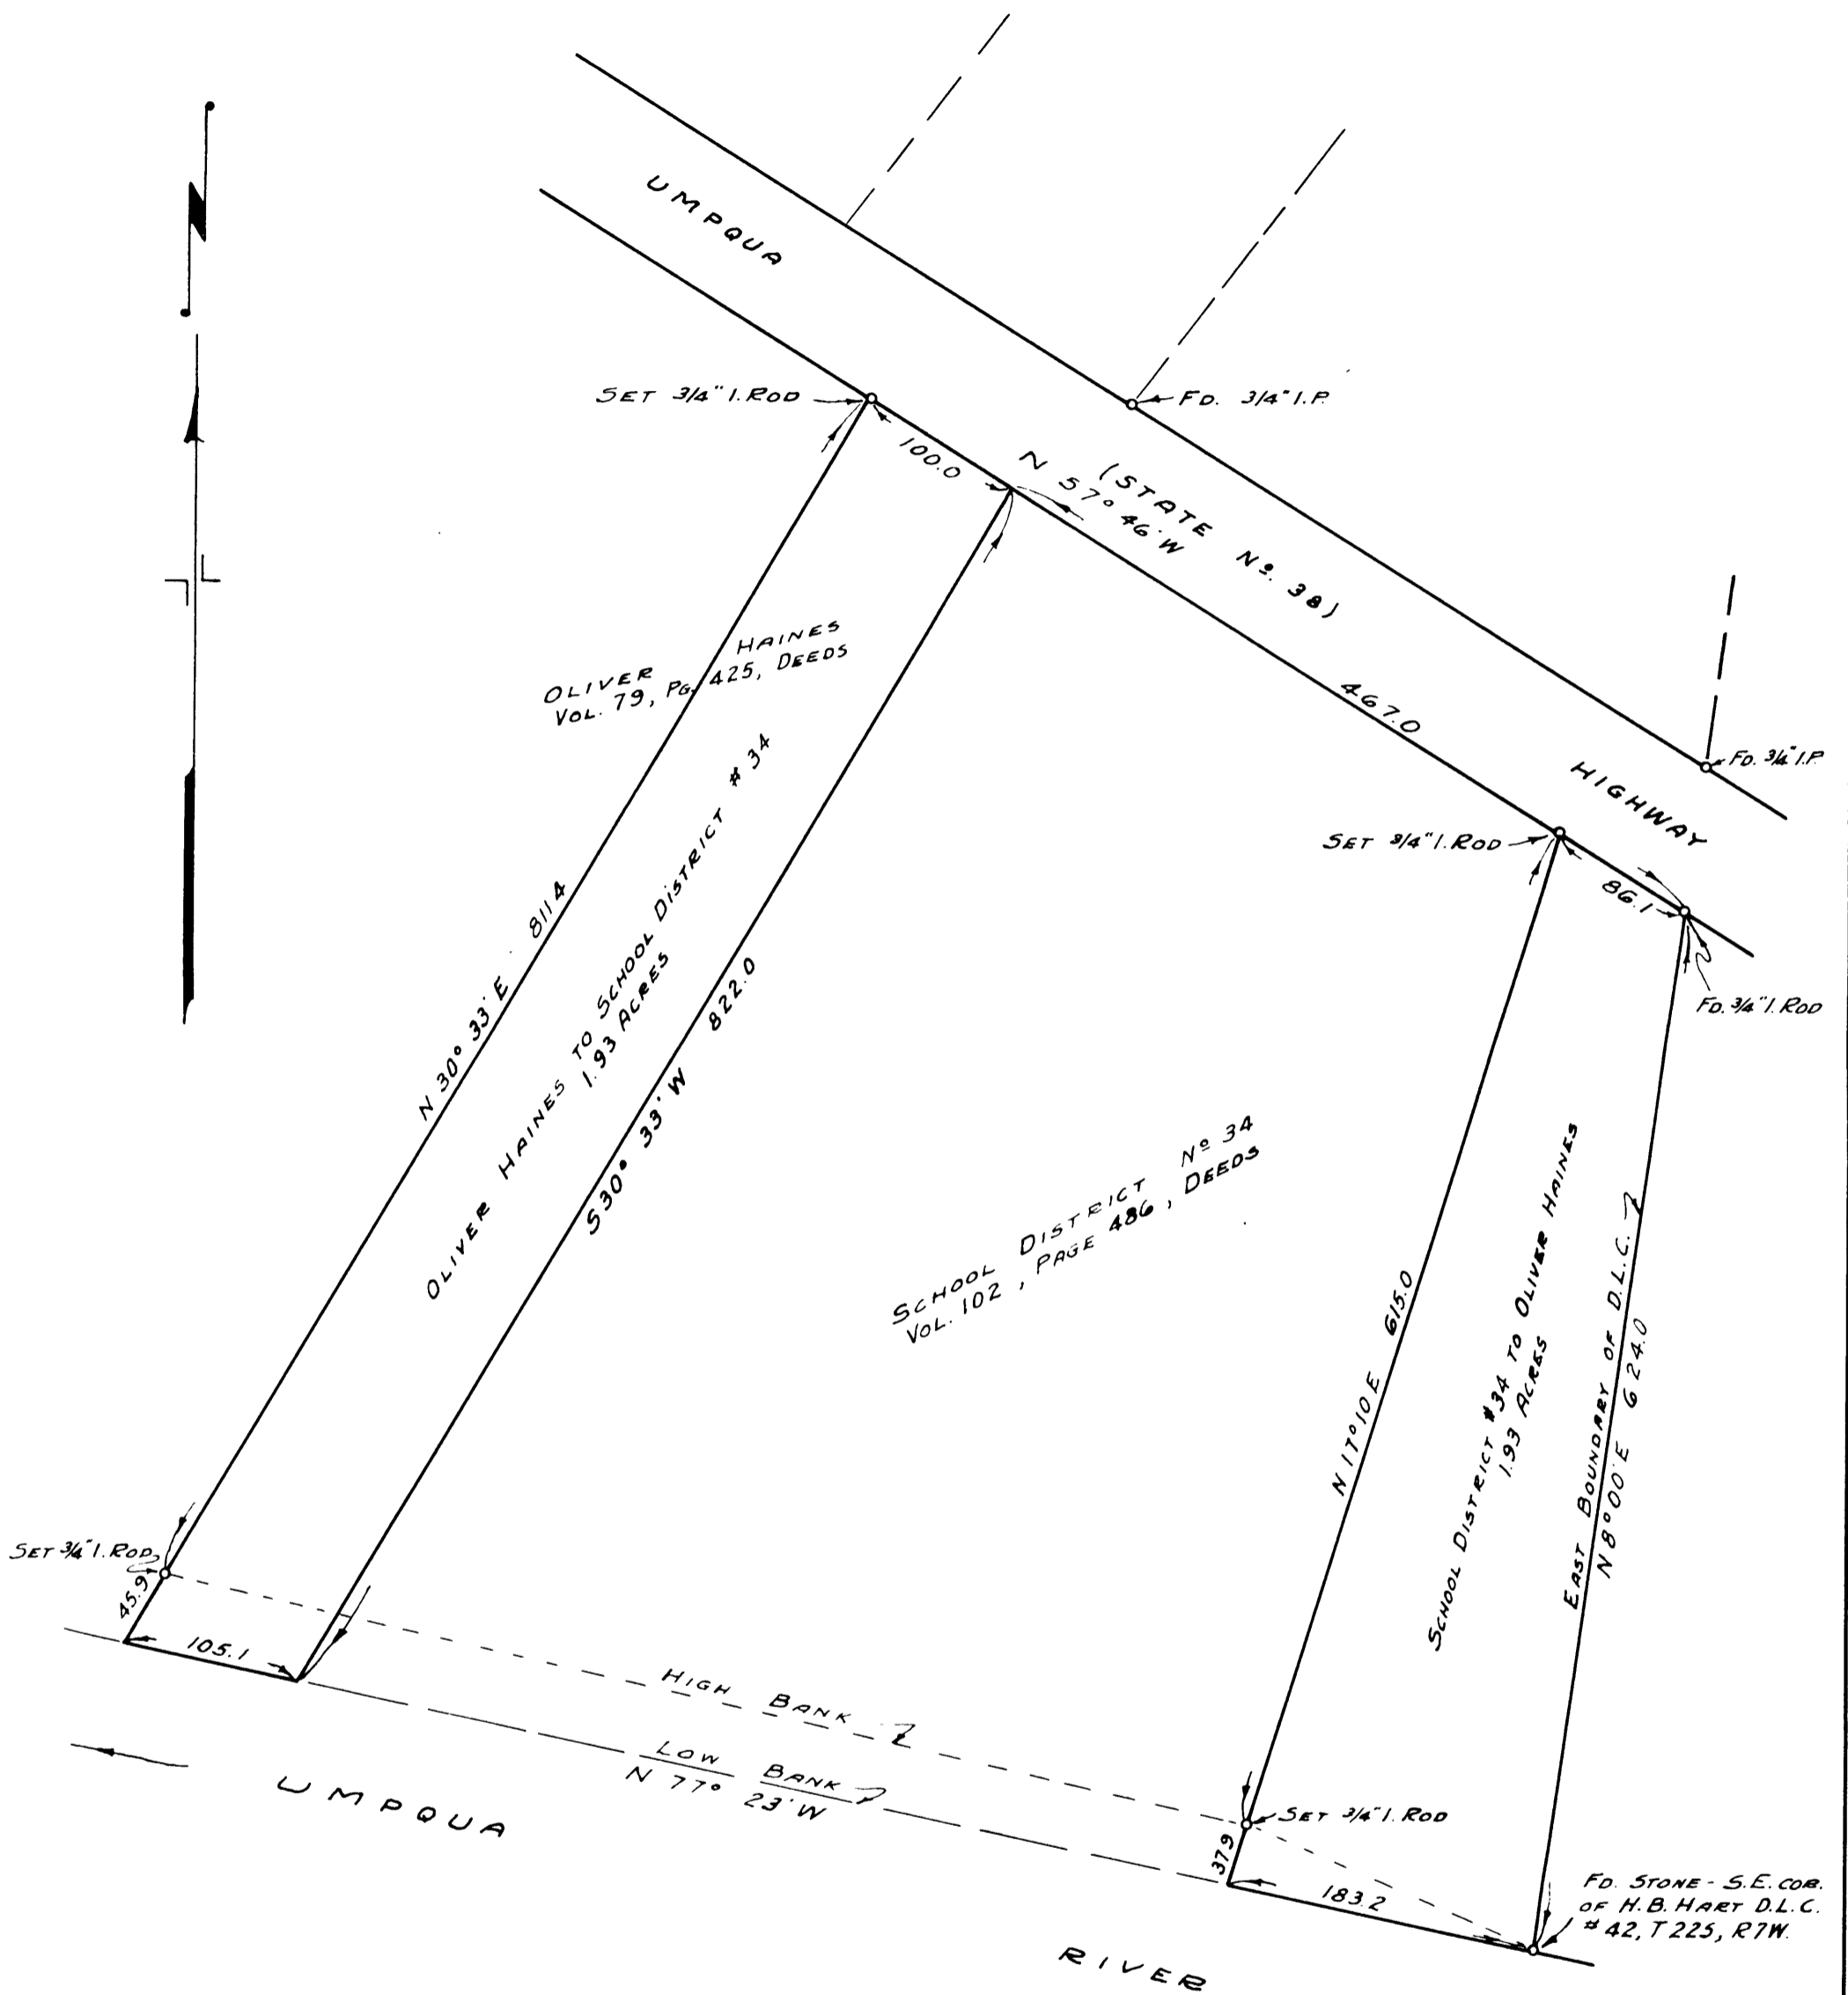 N
UMPQUA
SET 3/4" I. ROD
FD. 3/4" I.P.
100.0
N 57° 46' W
(STATE Nº. 38)
OLIVER HAINES
VOL. 79, PG. 425, DEEDS
467.0
FD. 3/4" I.P.
HIGHWAY
SET 3/4" I. ROD
86.1
FD. 3/4" I. ROD
N 30° 33' E 811.4
OLIVER HAINES TO SCHOOL DISTRICT # 34
1.93 ACRES
S 30° 33' W 822.0
SCHOOL DISTRICT Nº 34
VOL. 102, PAGE 486, DEEDS
N 17° 10 E 615.0
SCHOOL DISTRICT #34 TO OLIVER HAINES
1.93 ACRES
EAST BOUNDARY OF D.L.C.
N 8° 00' E 624.0
SET 3/4" I. ROD
45.9
105.1
HIGH BANK
LOW BANK
N 77° 23' W
UMPQUA
SET 3/4" I. ROD
37.9
183.2
FD. STONE - S.E. COR.
OF H.B. HART D.L.C.
# 42, T 22S, R7W.
RIVER